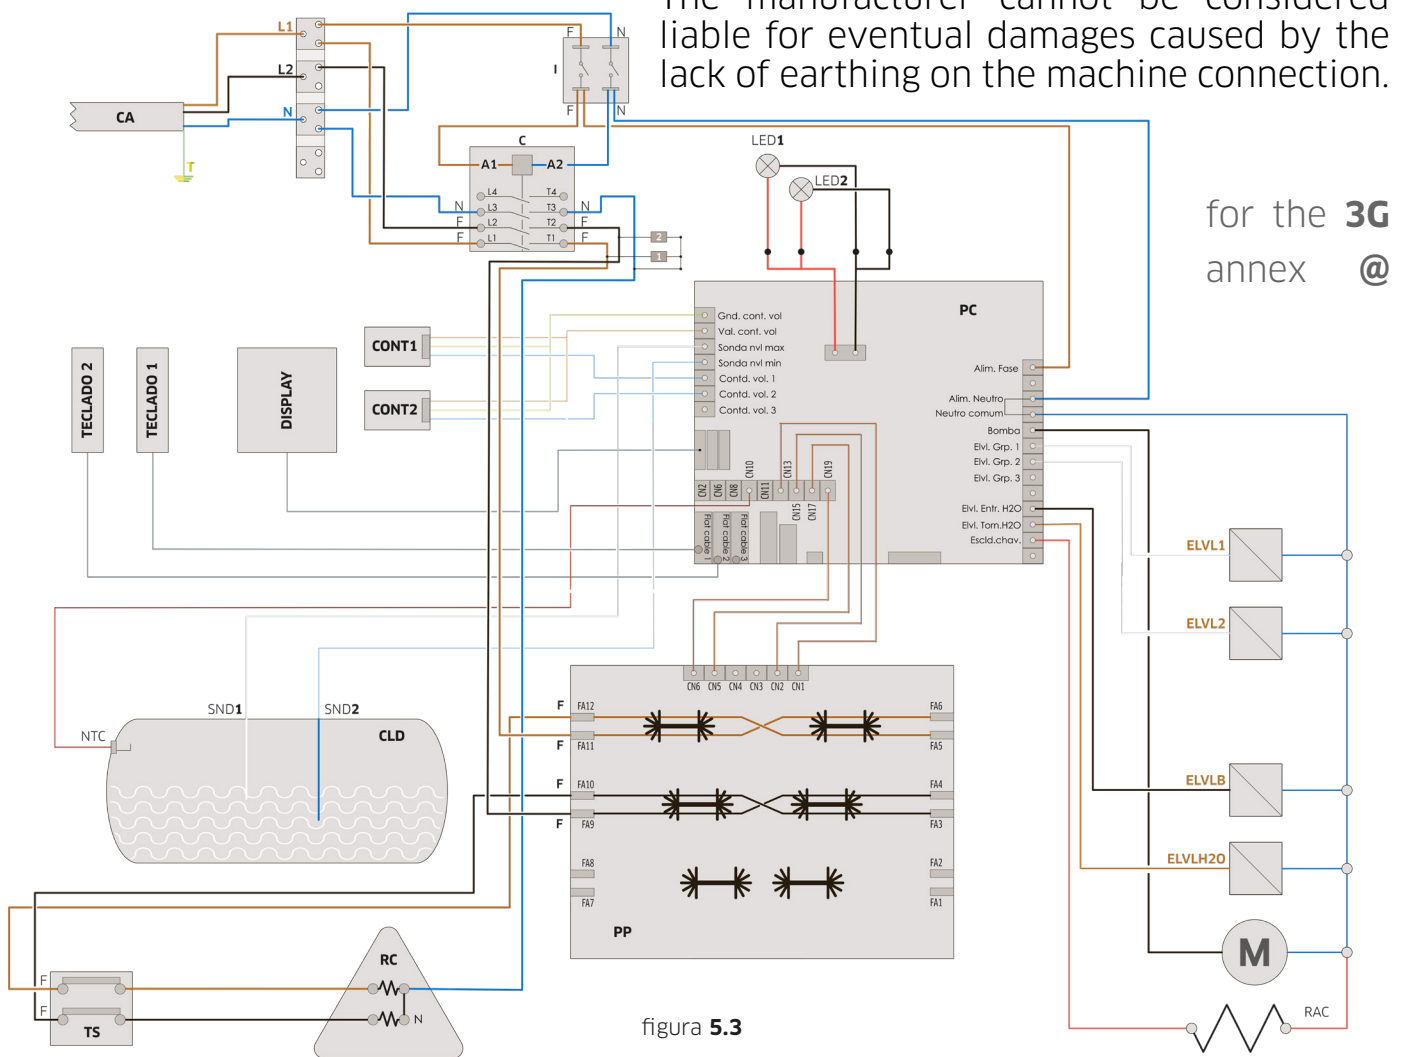 The manufacturer cannot be considered
liable for eventual damages caused by the
lack of earthing on the machine connection.
for the 3G
annex @
L1
L2
N
CA
T
F N
I
F N
C
A1 A2
L4 T4
N L3 T3 N
F L2 T2 F
F L1 T1 F
2
1
LED1
LED2
PC
Gnd. cont. vol
Val. cont. vol
Sonda nvl max
Sonda nvl min
Contd. vol. 1
Contd. vol. 2
Contd. vol. 3
Alim. Fase
Alim. Neutro
Neutro comum
Bomba
Elvl. Grp. 1
Elvl. Grp. 2
Elvl. Grp. 3
Elvl. Entr. H2O
Elvl. Torn.H2O
Escld.chav.
CN2
CN6
CN8
CN10
CN11
CN13
CN15
CN17
CN19
Flat cable 1
Flat cable 2
Flat cable 3
CONT1
CONT2
TECLADO 2
TECLADO 1
DISPLAY
ELVL1
ELVL2
ELVLB
ELVLH2O
M
RAC
CN6 CN5 CN4 CN3 CN2 CN1
F FA12 FA6
F FA11 FA5
F FA10 FA4
F FA9 FA3
FA8 FA2
FA7 FA1
PP
SND1 SND2
NTC
CLD
F
F
TS
RC
N
figura 5.3